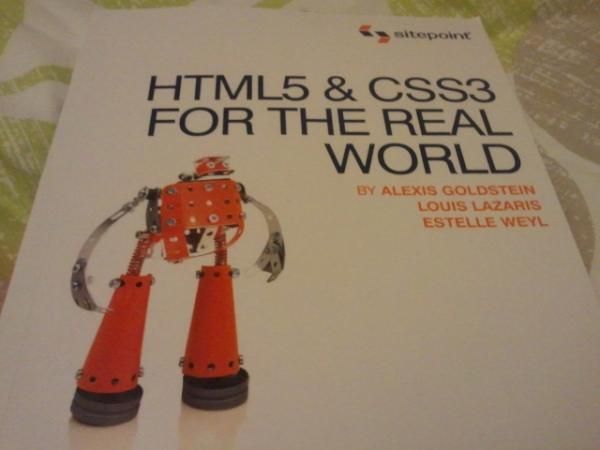 sitepoint
HTML5 & CSS3
FOR THE REAL
WORLD
BY ALEXIS GOLDSTEIN
LOUIS LAZARIS
ESTELLE WEYL